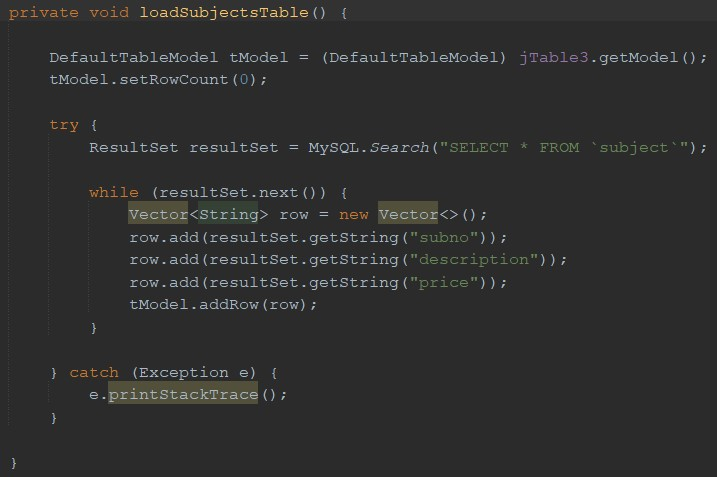 private void loadSubjectsTable() {
DefaultTableModel tModel = (DefaultTableModel) jTable3.getModel();
tModel.setRowCount(0);
try {
ResultSet resultSet = MySQL.Search("SELECT * FROM `subject`");
while (resultSet.next()) {
Vector<String> row = new Vector<>();
row.add(resultSet.getString("subno"));
row.add(resultSet.getString("description"));
row.add(resultSet.getString("price"));
tModel.addRow(row);
}
} catch (Exception e) {
e.printStackTrace();
}
}